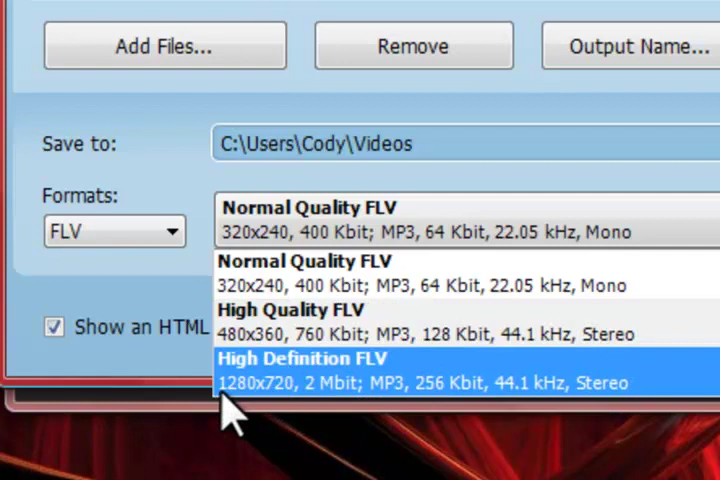 Add Files...
Remove
Output Name...
Save to:
C:\Users\Cody\Videos
Formats:
FLV
Normal Quality FLV
320x240, 400 Kbit; MP3, 64 Kbit, 22.05 kHz, Mono
Normal Quality FLV
320x240, 400 Kbit; MP3, 64 Kbit, 22.05 kHz, Mono
High Quality FLV
480x360, 760 Kbit; MP3, 128 Kbit, 44.1 kHz, Stereo
Show an HTML
High Definition FLV
1280x720, 2 Mbit; MP3, 256 Kbit, 44.1 kHz, Stereo